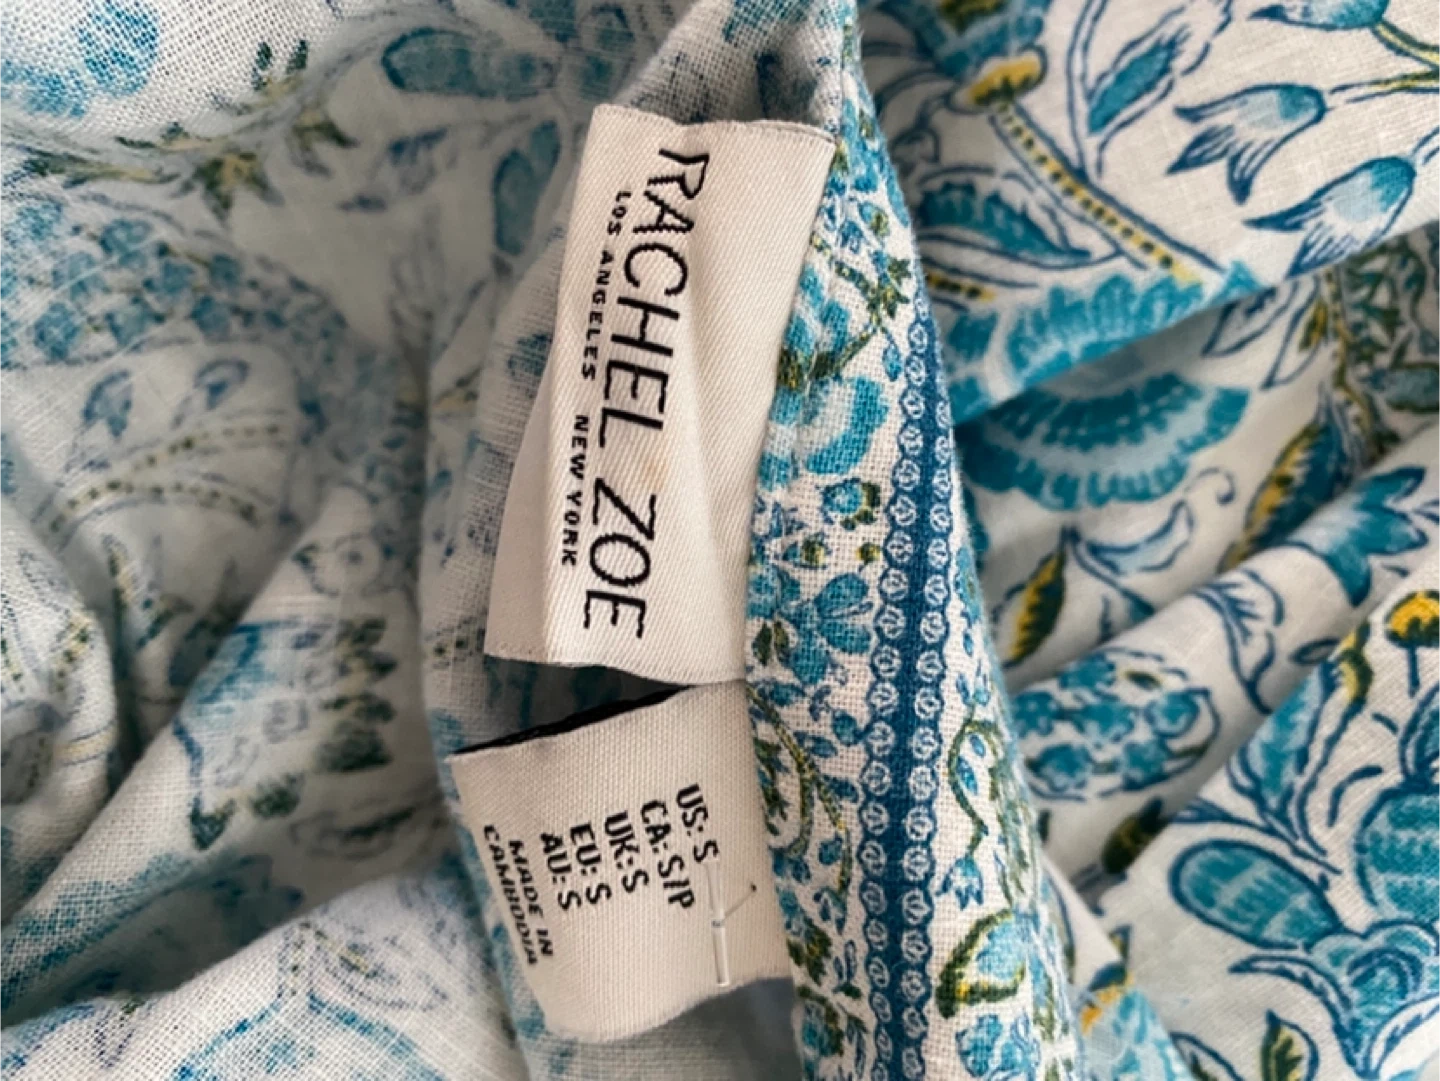 RACHEL ZOE
LOS ANGELES NEW YORK
US: S
CA: S/P
UK: S
EU: S
AU: S
MADE IN
CAMBODIA